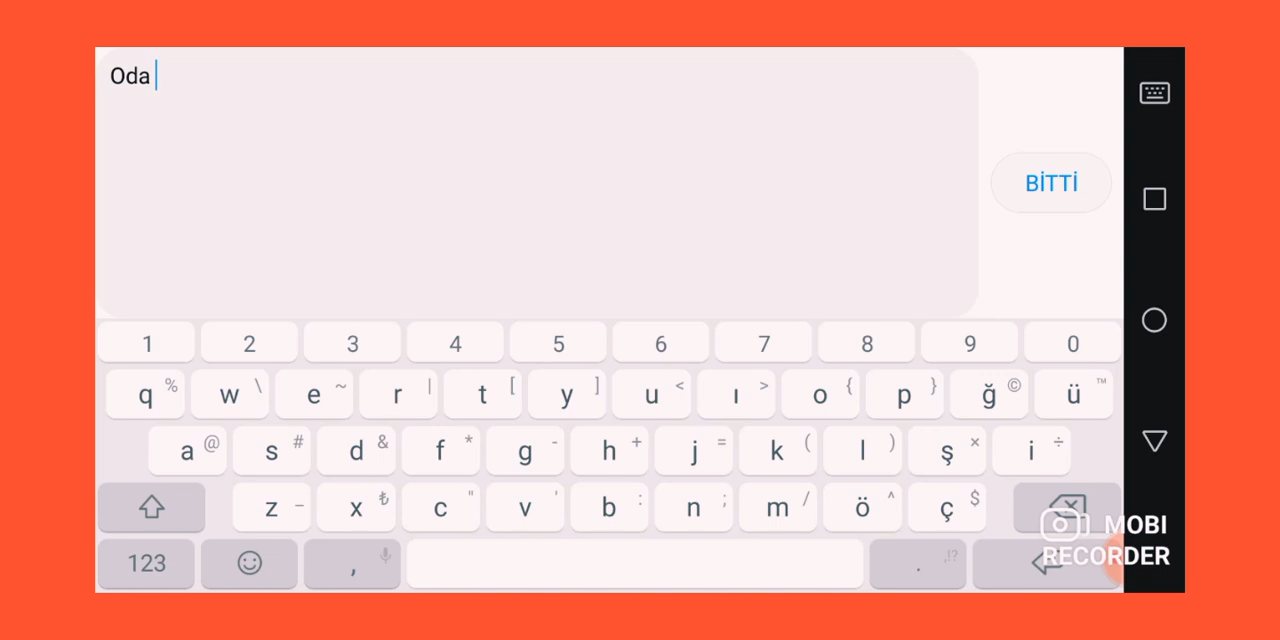 Oda
BİTTİ
1 2 3 4 5 6 7 8 9 0
q % w \ e ~ r | t [ y ] u < ı > o { p } ğ © ü ™
a @ s # d & f * g - h + j = k ( l ) ş × i ÷
z _ x ₺ c " v ' b : n ; m / ö ^ ç $
123 , . ,!?
MOBI
RECORDER